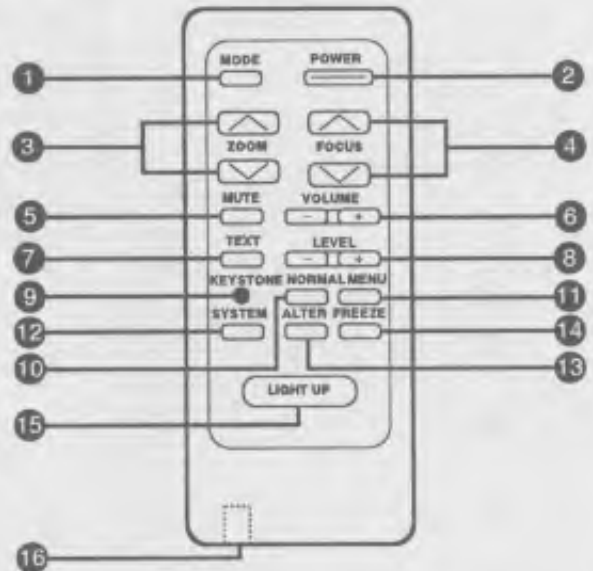 MODE POWER
1 2
3 ZOOM FOCUS 4
MUTE VOLUME
5 - + 6
TEXT LEVEL
7 - + 8
KEYSTONE NORMAL MENU
9 11
SYSTEM ALTER FREEZE
12 14
10 13
LIGHT UP
15
16